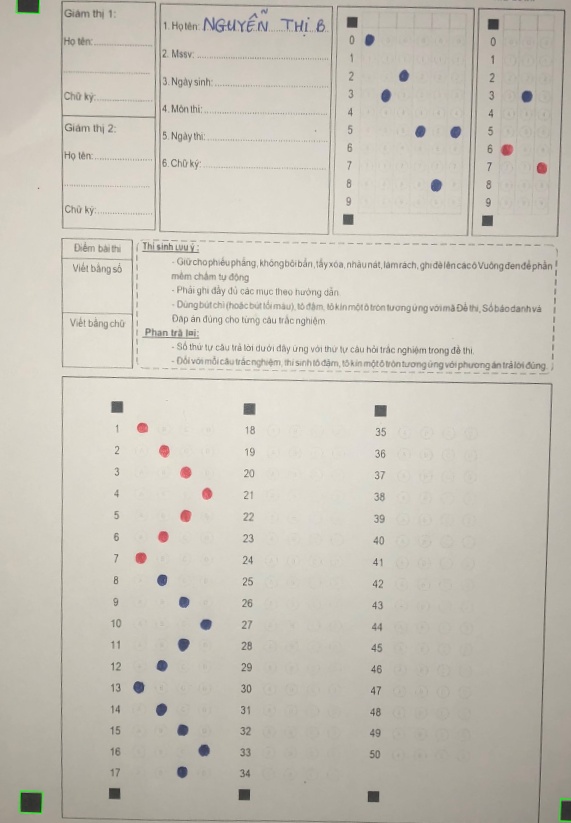 Giám thị 1:
Họ tên:
Chữ ký:
Giám thị 2:
Họ tên:
Chữ ký:
1. Họ tên: NGUYỄN THỊ B
2. Mssv:
3. Ngày sinh:
4. Môn thi:
5. Ngày thi:
6. Chữ ký:
0
1
2
3
4
5
6
7
8
9
0
1
2
3
4
5
6
7
8
9
Điểm bài thi
Viết bằng số
Viết bằng chữ
Thí sinh lưu ý:
- Giữ cho phiếu phẳng, không bôi bẩn, tẩy xóa, nhàu nát, làm rách, ghi đè lên các ô Vuông đen để phần
mềm chấm tự động
- Phải ghi đầy đủ các mục theo hướng dẫn.
- Dùng bút chì (hoặc bút tối màu), tô đậm, tô kín một ô tròn tương ứng với mã Đề thi, Số báo danh và
Đáp án đúng cho từng câu trắc nghiệm
Phần trả lời:
- Số thứ tự câu trả lời dưới đây ứng với thứ tự câu hỏi trắc nghiệm trong đề thi.
- Đối với mỗi câu trắc nghiệm, thí sinh tô đậm, tô kín một ô tròn tương ứng với phương án trả lời đúng.
1
2
3
4
5
6
7
8
9
10
11
12
13
14
15
16
17
18
19
20
21
22
23
24
25
26
27
28
29
30
31
32
33
34
35
36
37
38
39
40
41
42
43
44
45
46
47
48
49
50